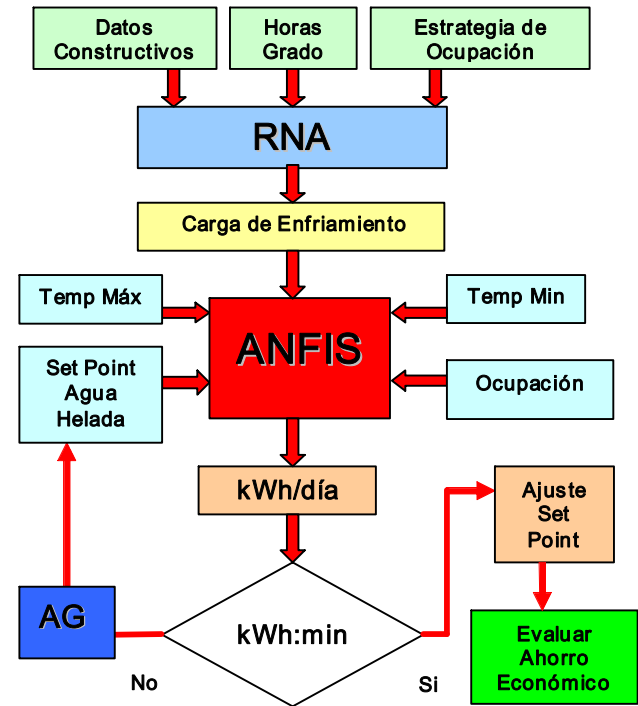 Datos
Constructivos
Horas
Grado
Estrategia de
Ocupación
RNA
Carga de Enfriamiento
Temp Máx
Temp Min
ANFIS
Set Point
Agua
Helada
Ocupación
kWh/día
Ajuste
Set
Point
AG
kWh:min
No
Si
Evaluar
Ahorro
Económico